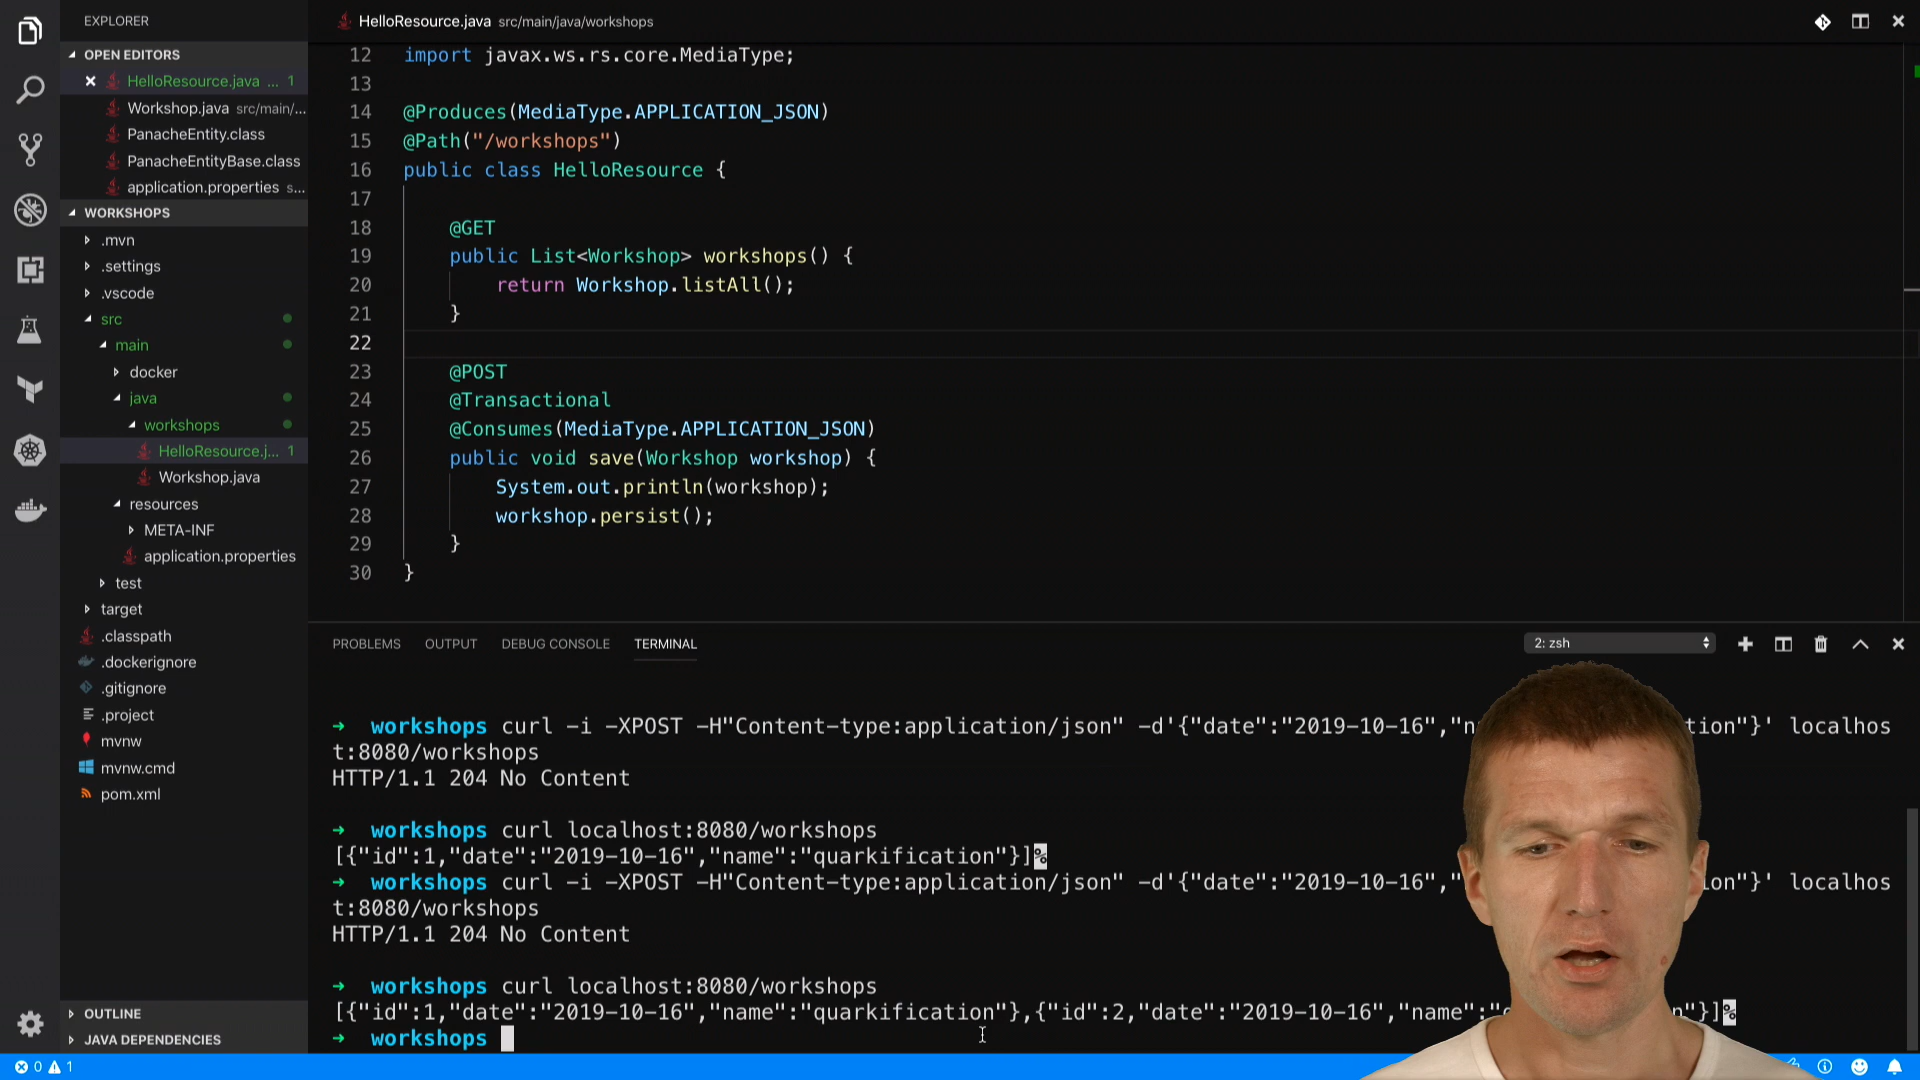 EXPLORER
OPEN EDITORS
HelloResource.java ... 1
Workshop.java src/main/...
PanacheEntity.class
PanacheEntityBase.class
application.properties s...
WORKSHOPS
.mvn
.settings
.vscode
src
main
docker
java
workshops
HelloResource.j... 1
Workshop.java
resources
META-INF
application.properties
test
target
.classpath
.dockerignore
.gitignore
.project
mvnw
mvnw.cmd
pom.xml
OUTLINE
JAVA DEPENDENCIES
HelloResource.java src/main/java/workshops
12 import javax.ws.rs.core.MediaType;
13
14 @Produces(MediaType.APPLICATION_JSON)
15 @Path("/workshops")
16 public class HelloResource {
17
18 @GET
19 public List<Workshop> workshops() {
20 return Workshop.listAll();
21 }
22
23 @POST
24 @Transactional
25 @Consumes(MediaType.APPLICATION_JSON)
26 public void save(Workshop workshop) {
27 System.out.println(workshop);
28 workshop.persist();
29 }
30 }
PROBLEMS OUTPUT DEBUG CONSOLE TERMINAL 2: zsh
→ workshops curl -i -XPOST -H"Content-type:application/json" -d'{"date":"2019-10-16","n tion"}' localhos
t:8080/workshops
HTTP/1.1 204 No Content
→ workshops curl localhost:8080/workshops
[{"id":1,"date":"2019-10-16","name":"quarkification"}]%
→ workshops curl -i -XPOST -H"Content-type:application/json" -d'{"date":"2019-10-16"," ion"}' localhos
t:8080/workshops
HTTP/1.1 204 No Content
→ workshops curl localhost:8080/workshops
[{"id":1,"date":"2019-10-16","name":"quarkification"},{"id":2,"date":"2019-10-16","name":" n"}]%
→ workshops
0 1